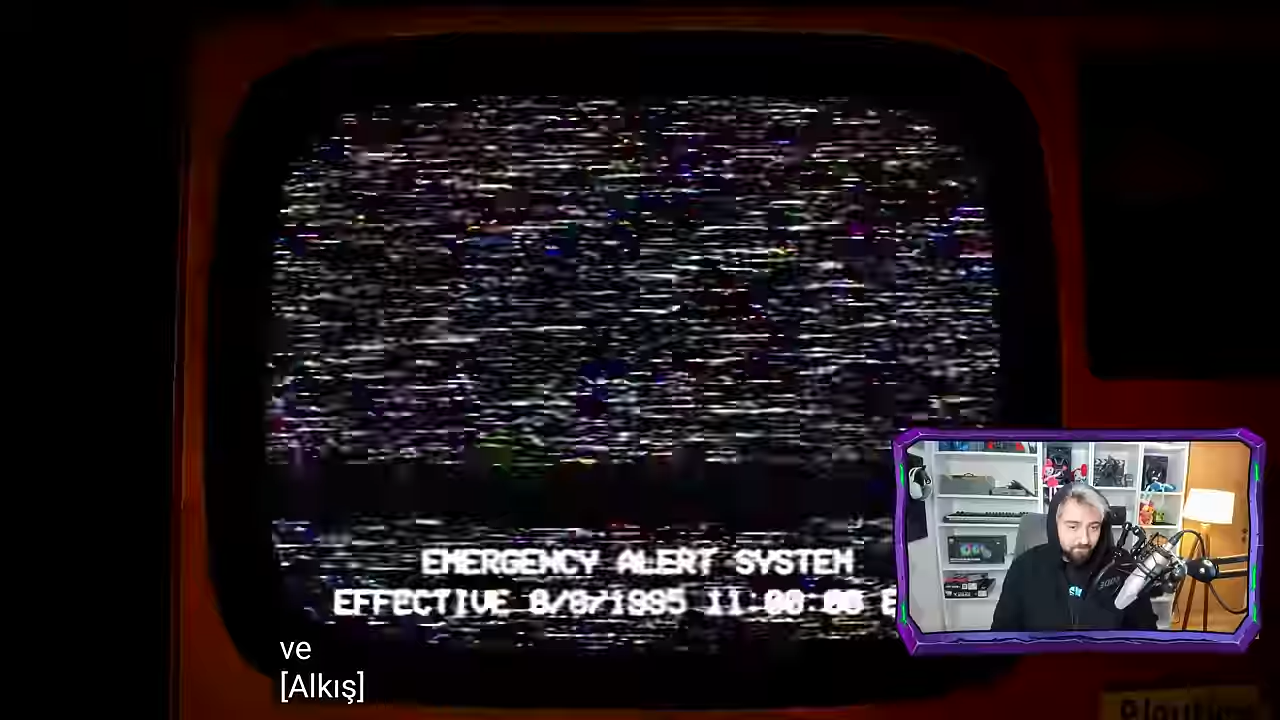 EMERGENCY ALERT SYSTEM
EFFECTIVE 8/8/1995 11:00:00 E
ve
[Alkış]